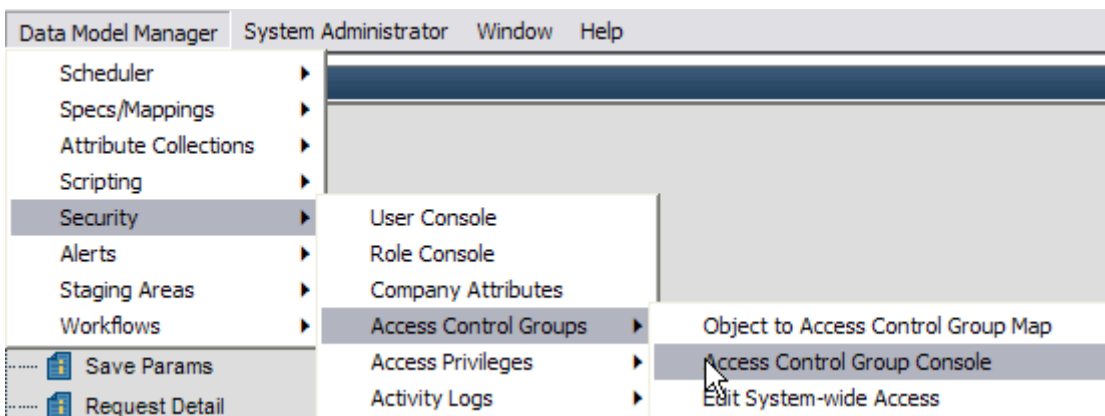 Data Model Manager System Administrator Window Help
Scheduler
Specs/Mappings
Attribute Collections
Scripting
Security
Alerts
Staging Areas
Workflows
Save Params
Request Detail
User Console
Role Console
Company Attributes
Access Control Groups
Access Privileges
Activity Logs
Object to Access Control Group Map
Access Control Group Console
Edit System-wide Access